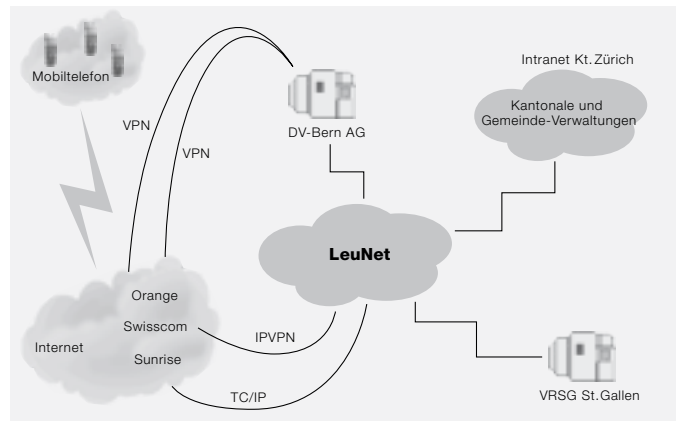 Mobiltelefon
VPN
VPN
DV-Bern AG
Intranet Kt. Zürich
Kantonale und
Gemeinde-Verwaltungen
LeuNet
Orange
Swisscom
Internet
Sunrise
IPVPN
TC/IP
VRSG St. Gallen